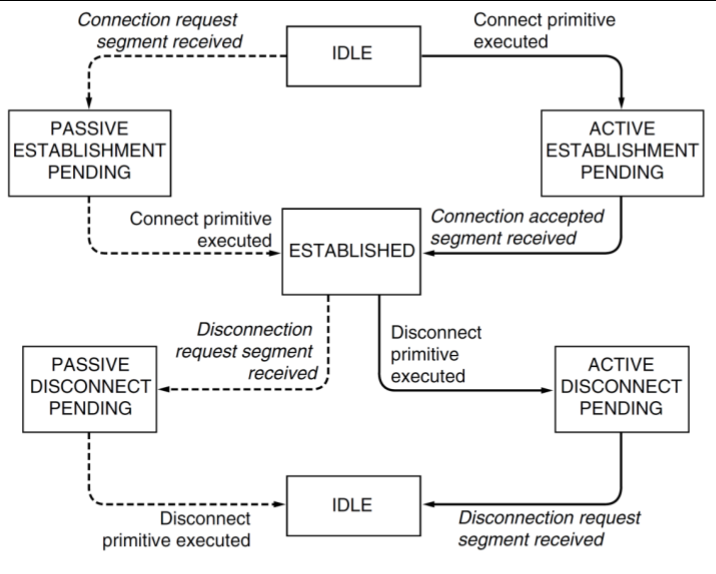 Connection request
segment received
IDLE
Connect primitive
executed
PASSIVE
ESTABLISHMENT
PENDING
ACTIVE
ESTABLISHMENT
PENDING
Connect primitive
executed
ESTABLISHED
Connection accepted
segment received
Disconnection
request segment
received
Disconnect
primitive
executed
PASSIVE
DISCONNECT
PENDING
ACTIVE
DISCONNECT
PENDING
IDLE
Disconnect
primitive executed
Disconnection request
segment received